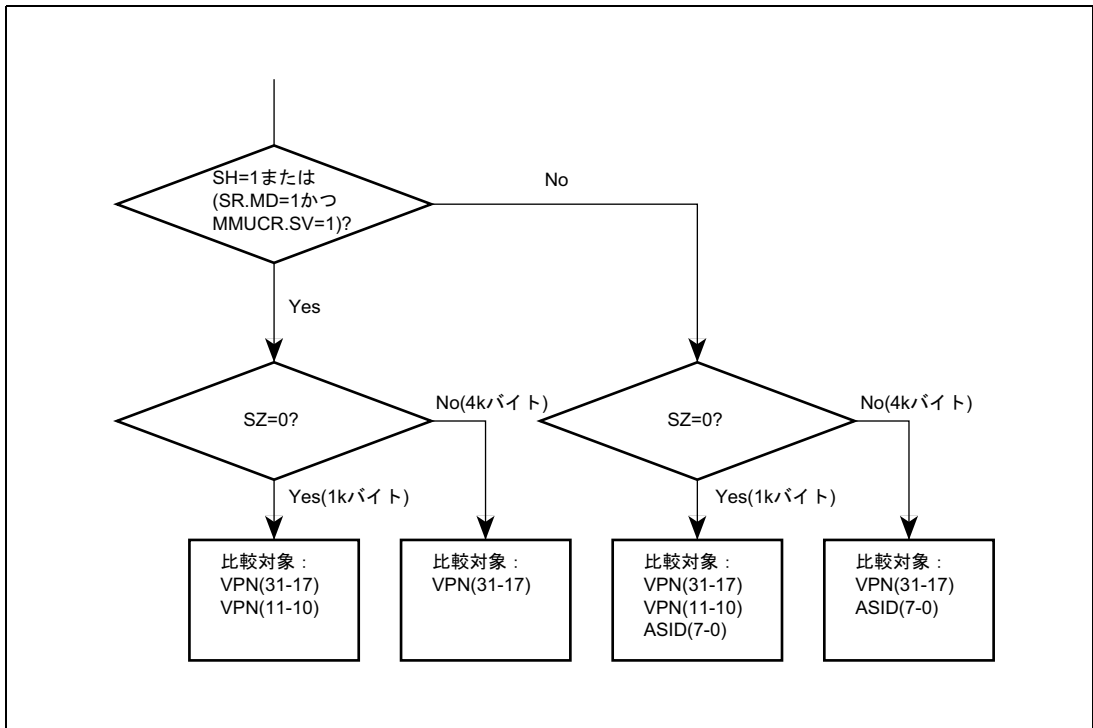 SH=1または
(SR.MD=1かつ
MMUCR.SV=1)?
No
Yes
SZ=0?
No(4kバイト)
SZ=0?
No(4kバイト)
Yes(1kバイト)
Yes(1kバイト)
比較対象：
VPN(31-17)
VPN(11-10)
比較対象：
VPN(31-17)
比較対象：
VPN(31-17)
VPN(11-10)
ASID(7-0)
比較対象：
VPN(31-17)
ASID(7-0)